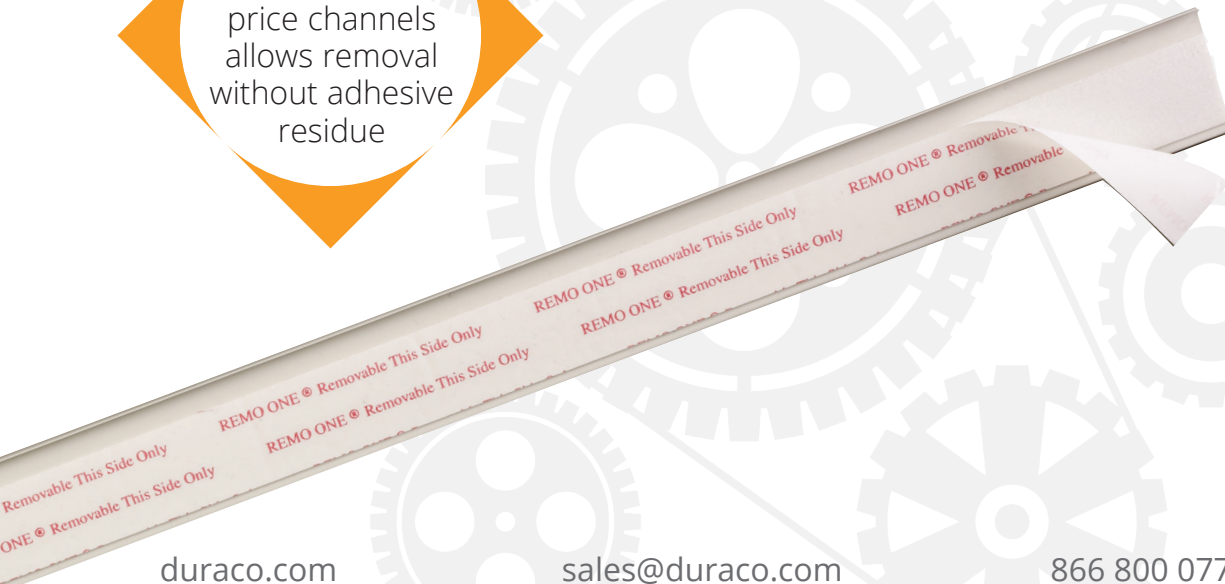 price channels
allows removal
without adhesive
residue
REMO ONE ® Removable
REMO ONE ® Removable
REMO ONE ® Removable This Side Only
REMO ONE ® Removable This Side Only
REMO ONE ® Removable This Side Only
REMO ONE ® Removable This Side Only
Removable This Side Only
ONE ® Removable This Side Only
duraco.com
sales@duraco.com
866 800 077